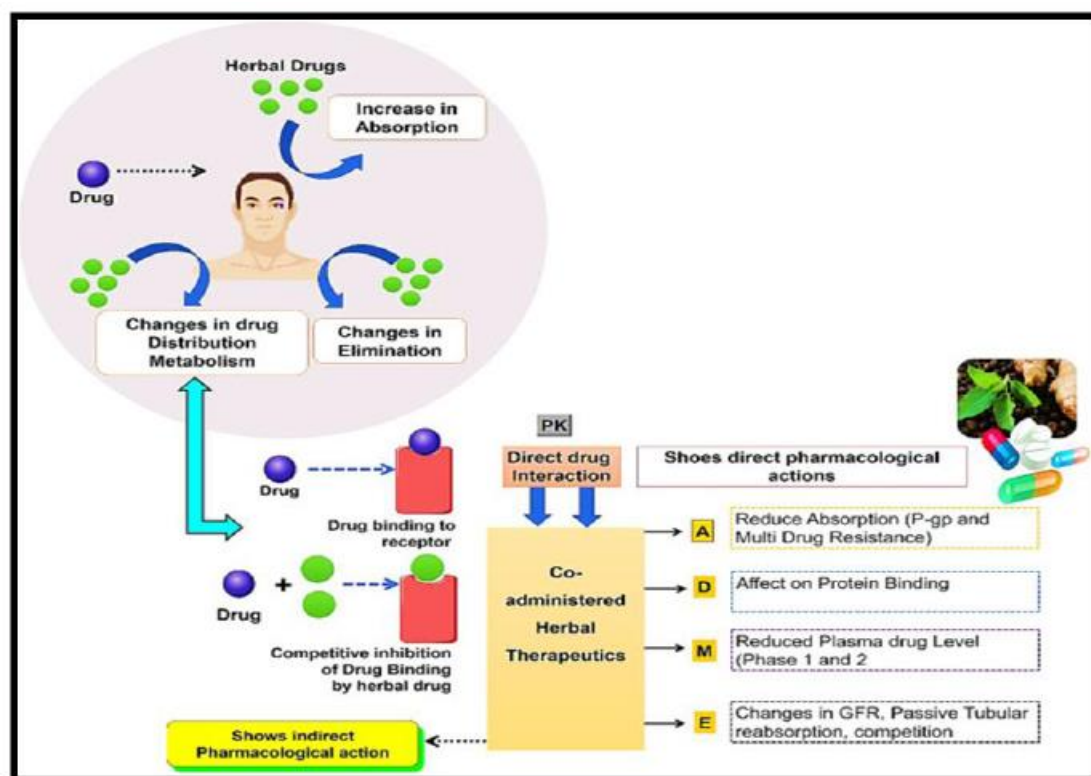 Herbal Drugs
Increase in
Absorption
Drug
Changes in drug
Distribution
Metabolism
Changes in
Elimination
Drug
Drug binding to
receptor
Drug
+
Competitive inhibition
of Drug Binding
by herbal drug
PK
Direct drug
Interaction
Shoes direct pharmacological
actions
Co-
administered
Herbal
Therapeutics
A
Reduce Absorption (P-gp and
Multi Drug Resistance)
D
Affect on Protein Binding
M
Reduced Plasma drug Level
(Phase 1 and 2
E
Changes in GFR, Passive Tubular
reabsorption, competition
Shows indirect
Pharmacological action